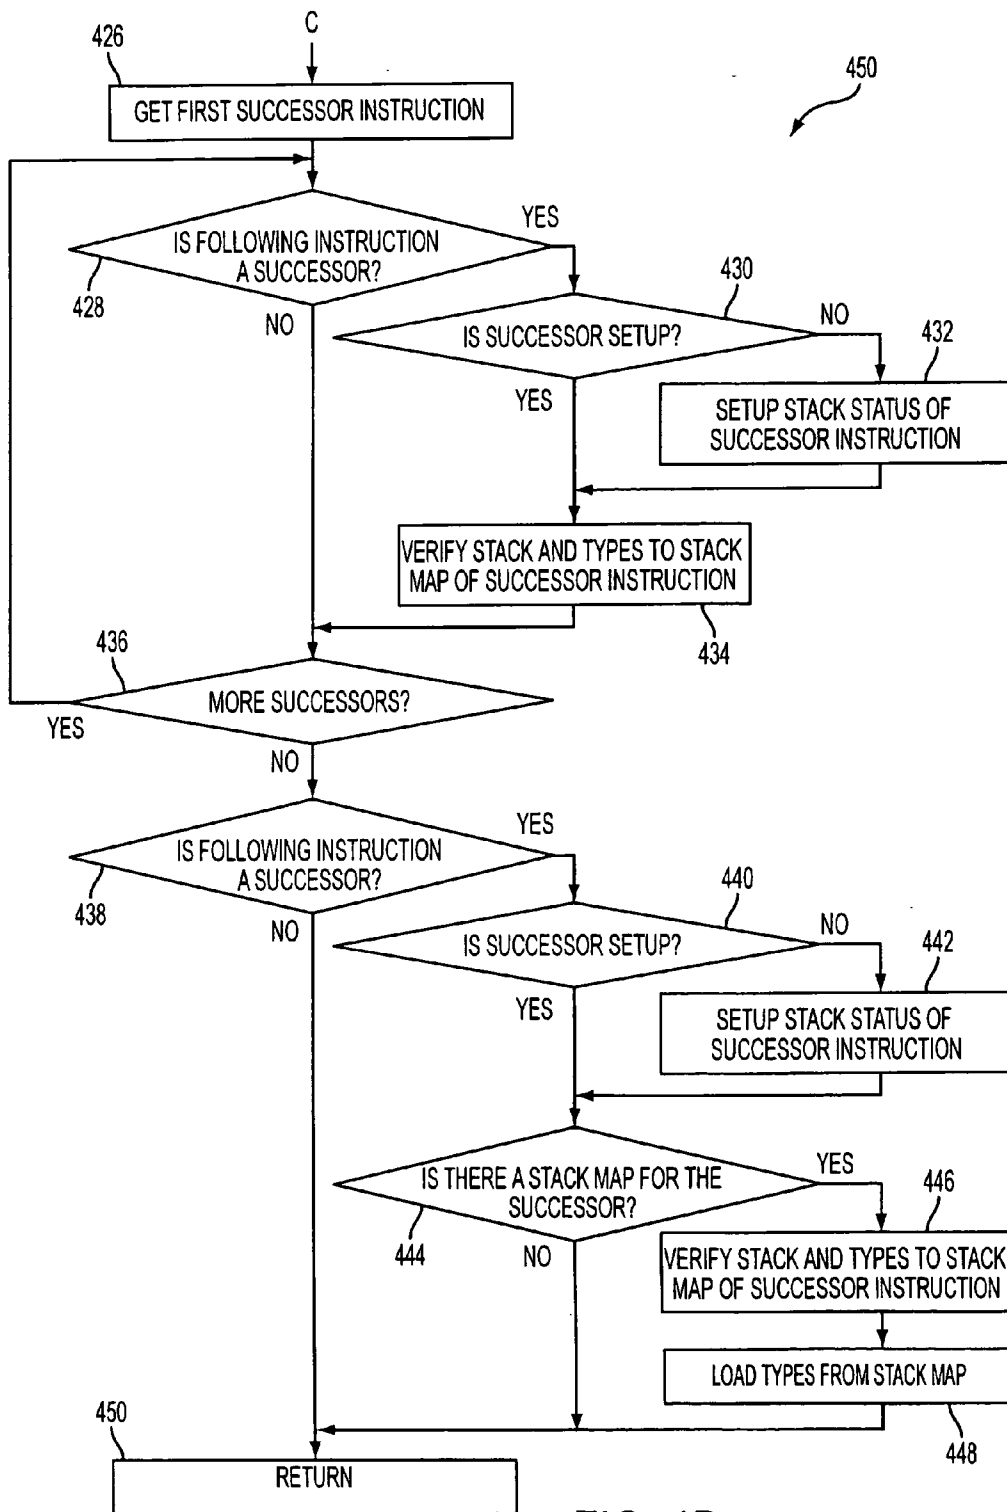 C
426
450
GET FIRST SUCCESSOR INSTRUCTION
IS FOLLOWING INSTRUCTION
A SUCCESSOR?
YES
428
NO
430
IS SUCCESSOR SETUP?
NO
YES
432
SETUP STACK STATUS OF
SUCCESSOR INSTRUCTION
VERIFY STACK AND TYPES TO STACK
MAP OF SUCCESSOR INSTRUCTION
434
436
MORE SUCCESSORS?
YES
NO
IS FOLLOWING INSTRUCTION
A SUCCESSOR?
YES
438
NO
440
IS SUCCESSOR SETUP?
NO
YES
442
SETUP STACK STATUS OF
SUCCESSOR INSTRUCTION
IS THERE A STACK MAP FOR THE
SUCCESSOR?
YES
444
NO
446
VERIFY STACK AND TYPES TO STACK
MAP OF SUCCESSOR INSTRUCTION
LOAD TYPES FROM STACK MAP
448
450
RETURN